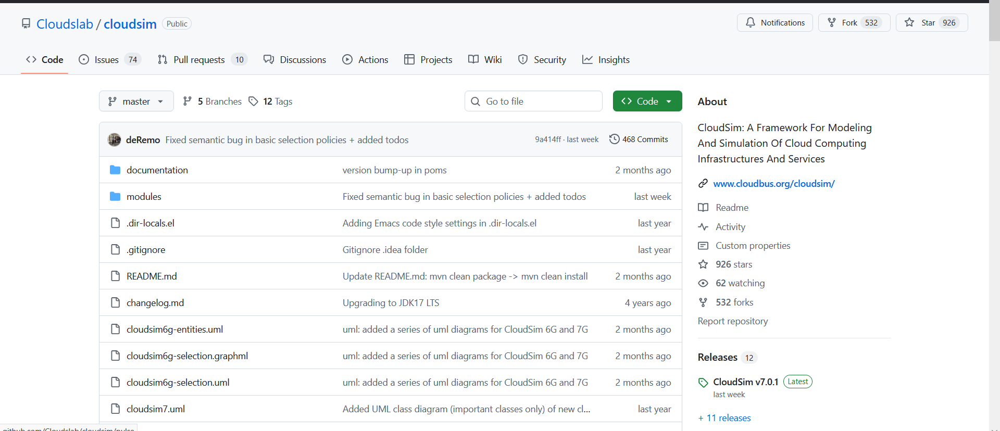 Cloudslab / cloudsim Public
Notifications Fork 532 Star 926
Code Issues 74 Pull requests 10 Discussions Actions Projects Wiki Security Insights
master 5 Branches 12 Tags Go to file Code
deRemo Fixed semantic bug in basic selection policies + added todos 9a414ff · last week 468 Commits
documentation version bump-up in poms 2 months ago
modules Fixed semantic bug in basic selection policies + added todos last week
.dir-locals.el Adding Emacs code style settings in .dir-locals.el last year
.gitignore Gitignore .idea folder last year
README.md Update README.md: mvn clean package -> mvn clean install 2 months ago
changelog.md Upgrading to JDK17 LTS 4 years ago
cloudsim6g-entities.uml uml: added a series of uml diagrams for CloudSim 6G and 7G 2 months ago
cloudsim6g-selection.graphml uml: added a series of uml diagrams for CloudSim 6G and 7G 2 months ago
cloudsim6g-selection.uml uml: added a series of uml diagrams for CloudSim 6G and 7G 2 months ago
cloudsim7.uml Added UML class diagram (important classes only) of new cl... last year
About
CloudSim: A Framework For Modeling
And Simulation Of Cloud Computing
Infrastructures And Services
www.cloudbus.org/cloudsim/
Readme
Activity
Custom properties
926 stars
62 watching
532 forks
Report repository
Releases 12
CloudSim v7.0.1 Latest
last week
+ 11 releases
github.com/Cloudslab/cloudsim/pulse